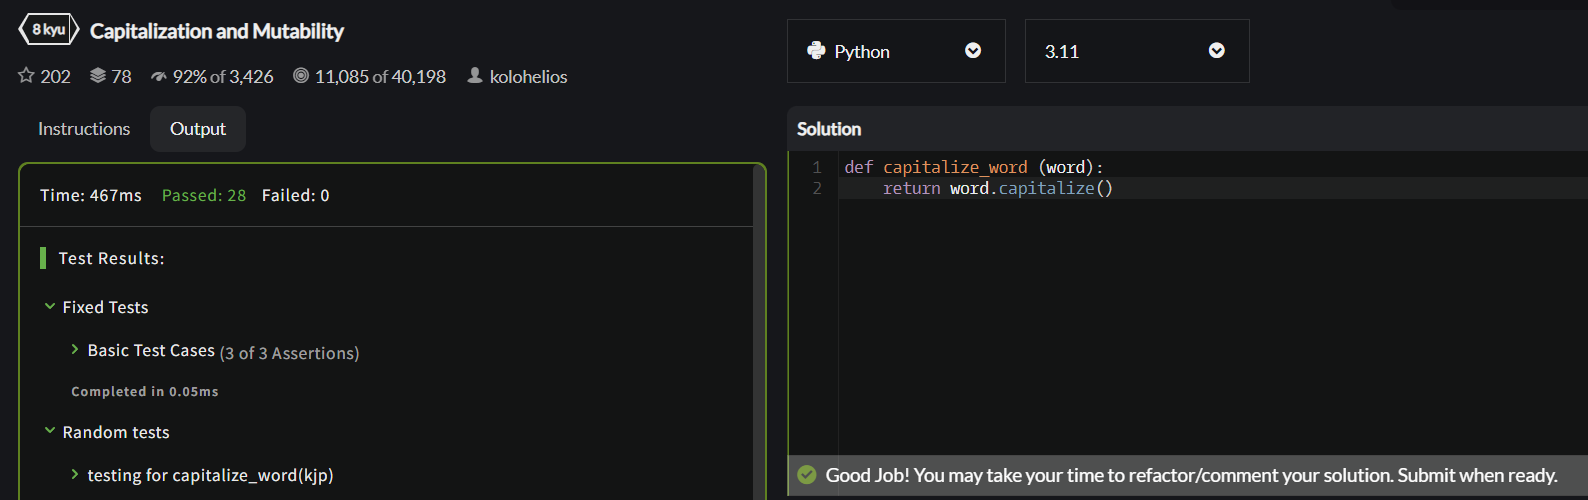 8 kyu Capitalization and Mutability
202 78 92% of 3,426 11,085 of 40,198 kolohelios
Instructions Output
Time: 467ms Passed: 28 Failed: 0
Test Results:
Fixed Tests
Basic Test Cases (3 of 3 Assertions)
Completed in 0.05ms
Random tests
testing for capitalize_word(kjp)
Python 3.11
Solution
1 def capitalize_word (word):
2 return word.capitalize()
Good Job! You may take your time to refactor/comment your solution. Submit when ready.